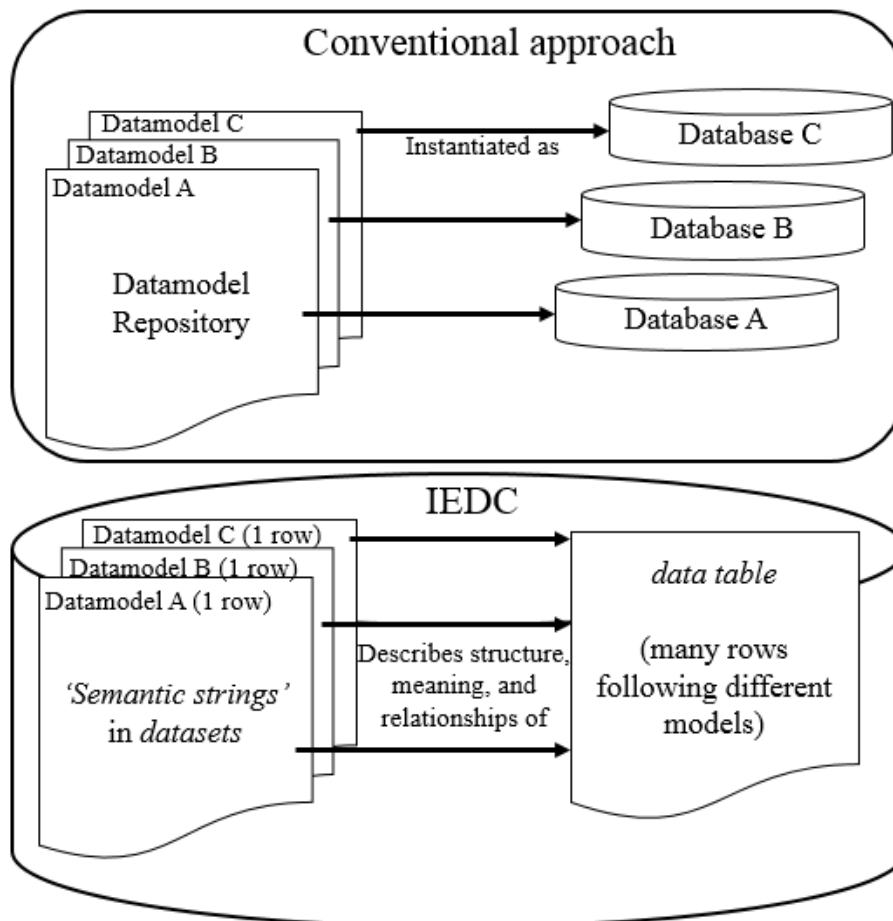 Conventional approach
Datamodel C
Datamodel B
Datamodel A
Datamodel
Repository
Instantiated as
Database C
Database B
Database A
IEDC
Datamodel C (1 row)
Datamodel B (1 row)
Datamodel A (1 row)
‘Semantic strings’
in datasets
Describes structure,
meaning, and
relationships of
data table
(many rows
following different
models)